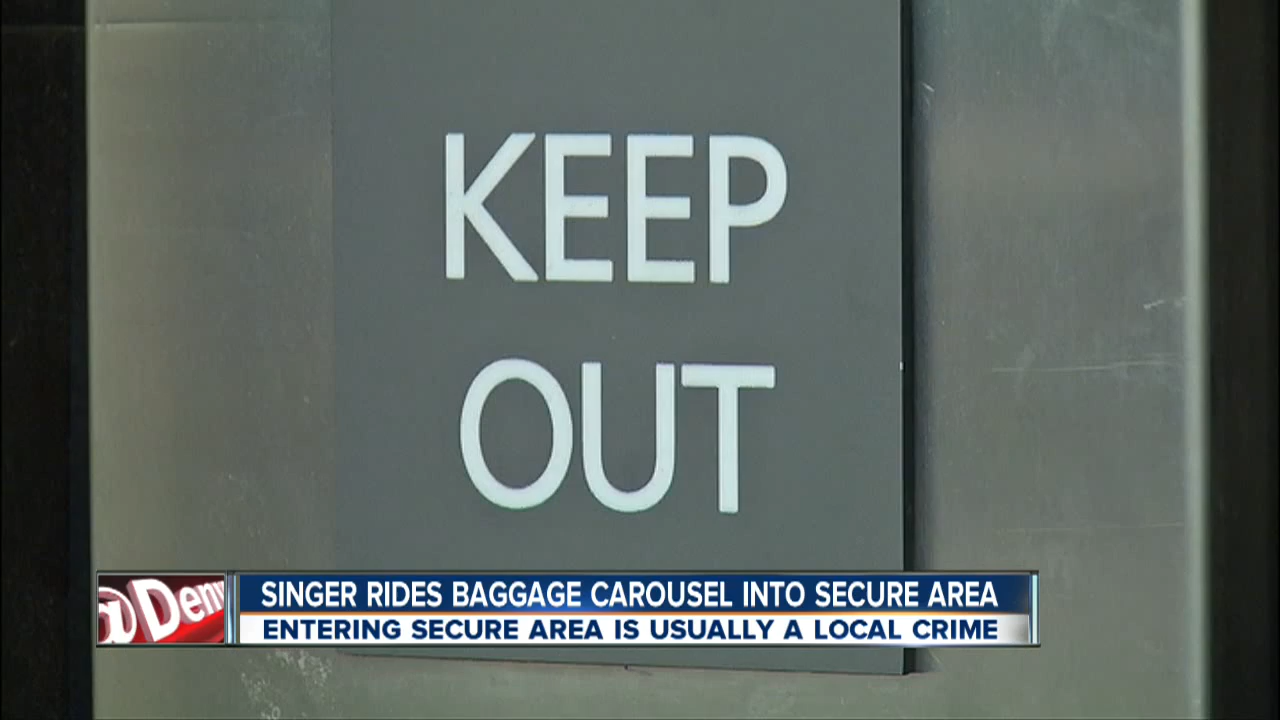 KEEP
OUT
SINGER RIDES BAGGAGE CAROUSEL INTO SECURE AREA
ENTERING SECURE AREA IS USUALLY A LOCAL CRIME